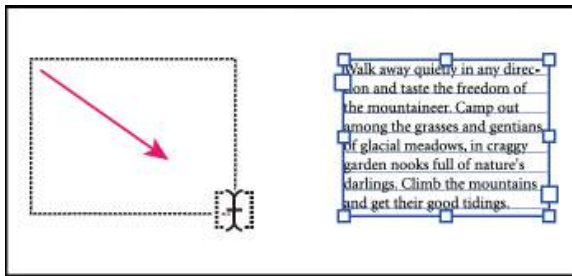 Walk away quietly in any direc-
tion and taste the freedom of
the mountaineer. Camp out
among the grasses and gentians
of glacial meadows, in craggy
garden nooks full of nature's
darlings. Climb the mountains
and get their good tidings.